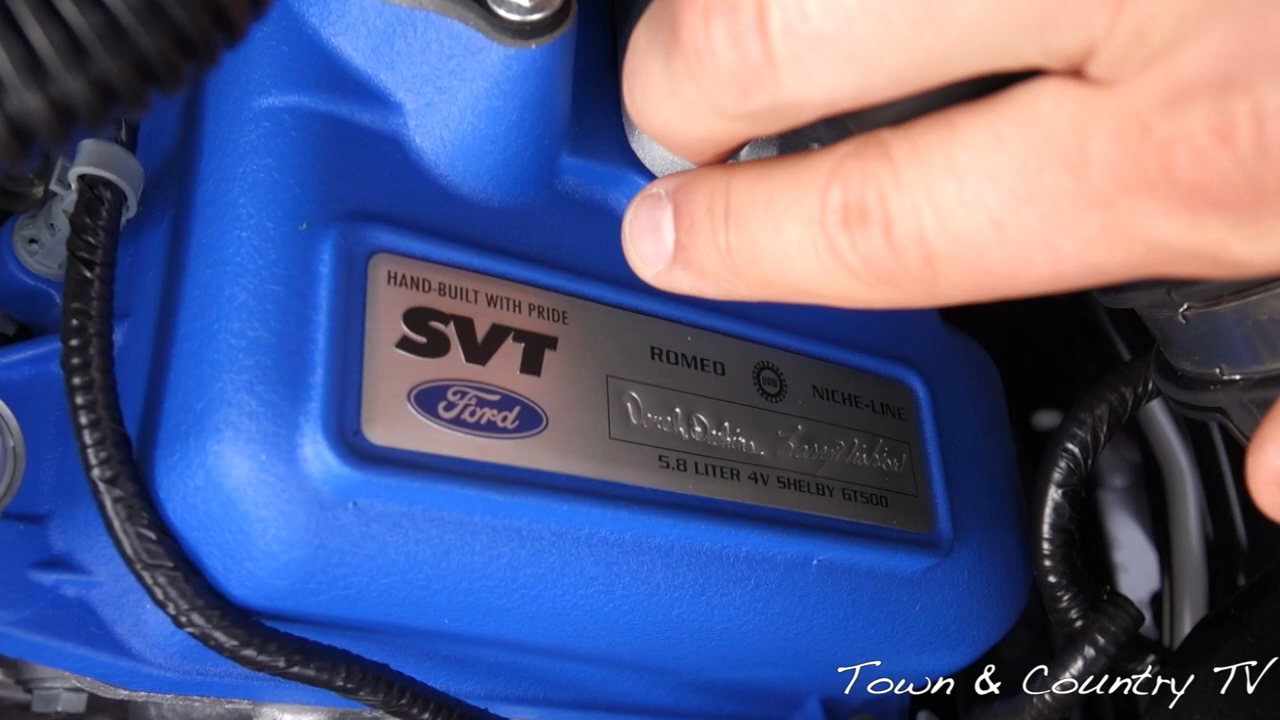 HAND-BUILT WITH PRIDE
SVT
Ford
ROMEO NICHE-LINE
5.8 LITER 4V SHELBY GT500
Town & Country TV